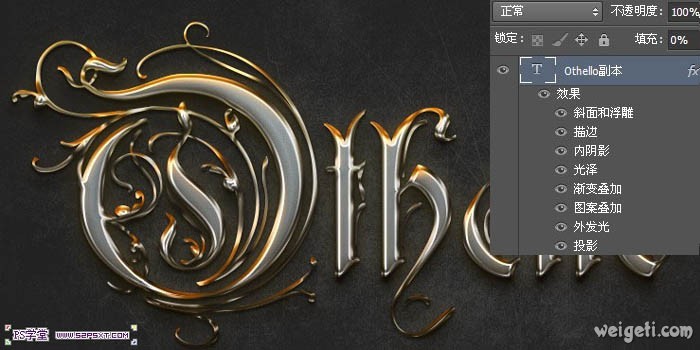 正常 不透明度: 100%
锁定: 填充: 0%
T Othello副本 fx
效果
斜面和浮雕
描边
内阴影
光泽
渐变叠加
图案叠加
外发光
投影
Othello
PS学堂 WWW.52PSXT.COM
weigeti.com